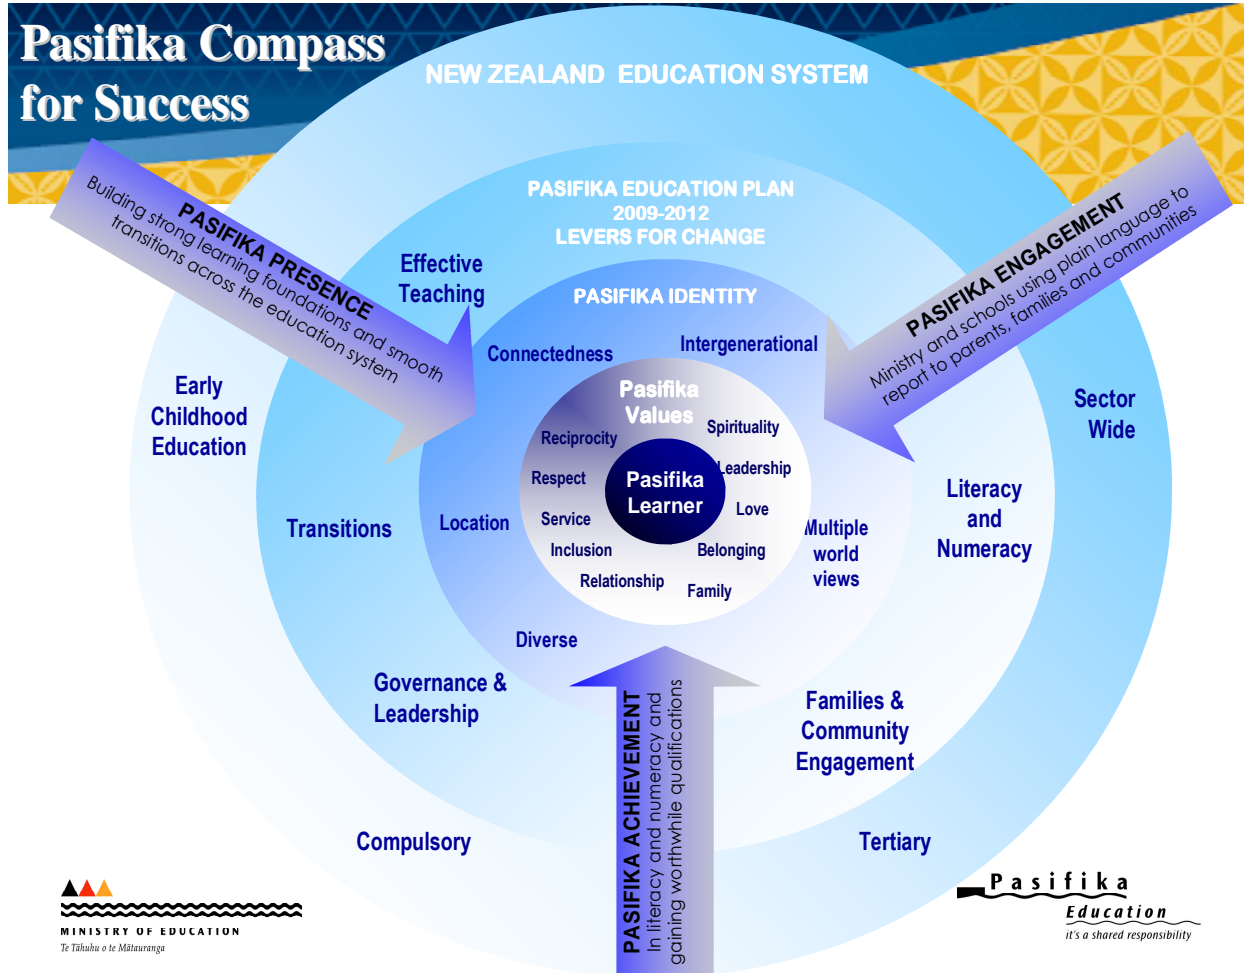 Pasifika Compass
for Success
NEW ZEALAND EDUCATION SYSTEM
PASIFIKA EDUCATION PLAN
2009-2012
LEVERS FOR CHANGE
PASIFIKA IDENTITY
PASIFIKA PRESENCE
Building strong learning foundations and smooth
transitions across the education system
PASIFIKA ENGAGEMENT
Ministry and schools using plain language to
report to parents, families and communities
Effective
Teaching
Connectedness
Intergenerational
Early
Childhood
Education
Sector
Wide
Pasifika
Values
Reciprocity
Spirituality
Respect
Leadership
Pasifika
Learner
Service
Love
Inclusion
Belonging
Relationship
Family
Transitions
Location
Multiple
world
views
Literacy
and
Numeracy
Diverse
Governance &
Leadership
Families &
Community
Engagement
PASIFIKA ACHIEVEMENT
In literacy and numeracy and
gaining worthwhile qualifications
Compulsory
Tertiary
MINISTRY OF EDUCATION
Te Tāhuhu o te Mātauranga
Pasifika
Education
it's a shared responsibility